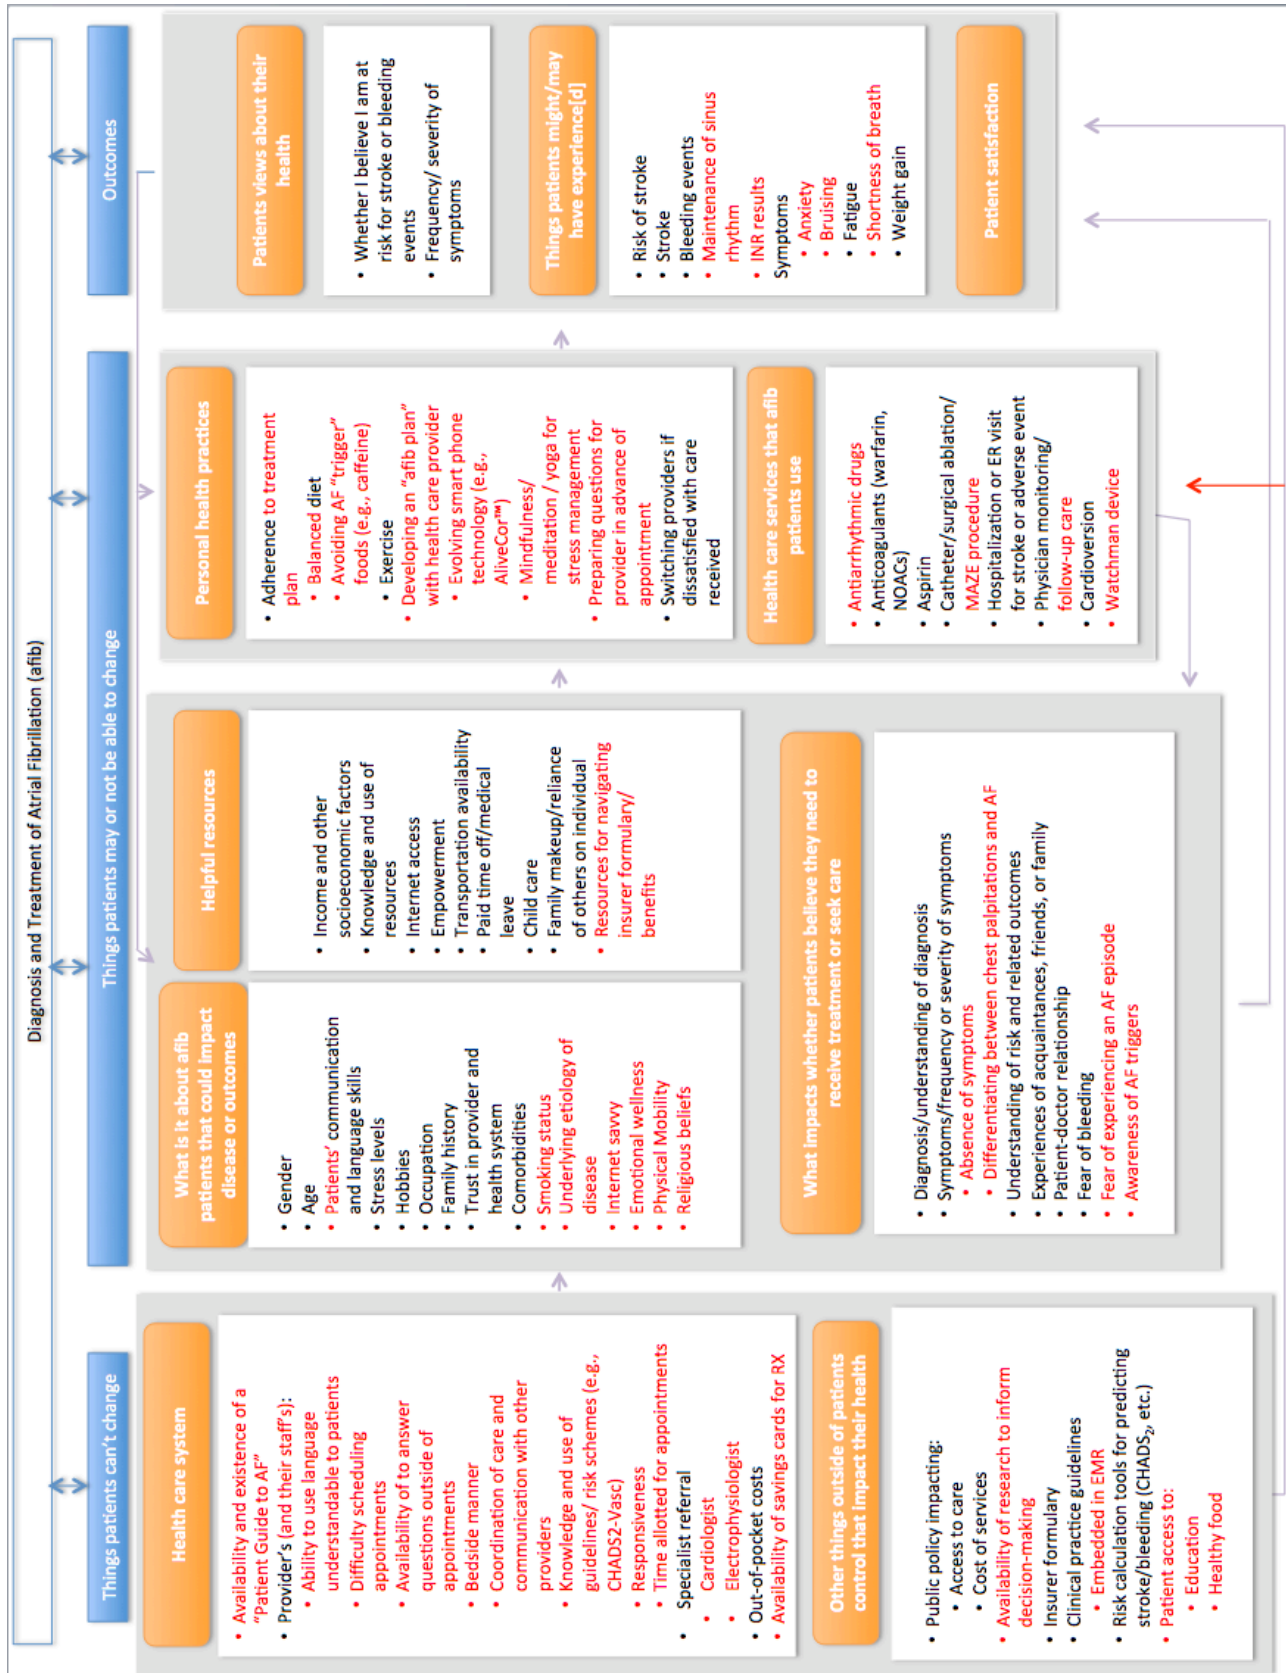 Diagnosis and Treatment of Atrial Fibrillation (afib)
Things patients can't change
Things patients may or not be able to change
Outcomes
Health care system
• Availability and existence of a
"Patient Guide to AF"
• Provider's (and their staff's):
• Ability to use language
understandable to patients
• Difficulty scheduling
appointments
• Availability of to answer
questions outside of
appointments
• Bedside manner
• Coordination of care and
communication with other
providers
• Knowledge and use of
guidelines/ risk schemes (e.g.,
CHADS2-Vasc)
• Responsiveness
• Time allotted for appointments
• Specialist referral
• Cardiologist
• Electrophysiologist
• Out-of-pocket costs
• Availability of savings cards for RX
Other things outside of patients
control that impact their health
• Public policy impacting:
• Access to care
• Cost of services
• Availability of research to inform
decision-making
• Insurer formulary
• Clinical practice guidelines
• Embedded in EMR
• Risk calculation tools for predicting
stroke/bleeding (CHADS₂, etc.)
• Patient access to:
• Education
• Healthy food
What is it about afib
patients that could impact
disease or outcomes
• Gender
• Age
• Patients' communication
and language skills
• Stress levels
• Hobbies
• Occupation
• Family history
• Trust in provider and
health system
• Comorbidities
• Smoking status
• Underlying etiology of
disease
• Internet savvy
• Emotional wellness
• Physical Mobility
• Religious beliefs
Helpful resources
• Income and other
socioeconomic factors
• Knowledge and use of
resources
• Internet access
• Empowerment
• Transportation availability
• Paid time off/medical
leave
• Child care
• Family makeup/reliance
of others on individual
• Resources for navigating
insurer formulary/
benefits
What impacts whether patients believe they need to
receive treatment or seek care
• Diagnosis/understanding of diagnosis
• Symptoms/frequency or severity of symptoms
• Absence of symptoms
• Differentiating between chest palpitations and AF
• Understanding of risk and related outcomes
• Experiences of acquaintances, friends, or family
• Patient-doctor relationship
• Fear of bleeding
• Fear of experiencing an AF episode
• Awareness of AF triggers
Personal health practices
• Adherence to treatment
plan
• Balanced diet
• Avoiding AF "trigger"
foods (e.g., caffeine)
• Exercise
• Developing an "afib plan"
with health care provider
• Evolving smart phone
technology (e.g.,
AliveCor™)
• Mindfulness/
meditation / yoga for
stress management
• Preparing questions for
provider in advance of
appointment
• Switching providers if
dissatisfied with care
received
Health care services that afib
patients use
• Antiarrhythmic drugs
• Anticoagulants (warfarin,
NOACs)
• Aspirin
• Catheter/surgical ablation/
MAZE procedure
• Hospitalization or ER visit
for stroke or adverse event
• Physician monitoring/
follow-up care
• Cardioversion
• Watchman device
Patients views about their
health
• Whether I believe I am at
risk for stroke or bleeding
events
• Frequency/ severity of
symptoms
Things patients might/may
have experience[d]
• Risk of stroke
• Stroke
• Bleeding events
• Maintenance of sinus
rhythm
• INR results
Symptoms
• Anxiety
• Bruising
• Fatigue
• Shortness of breath
• Weight gain
Patient satisfaction